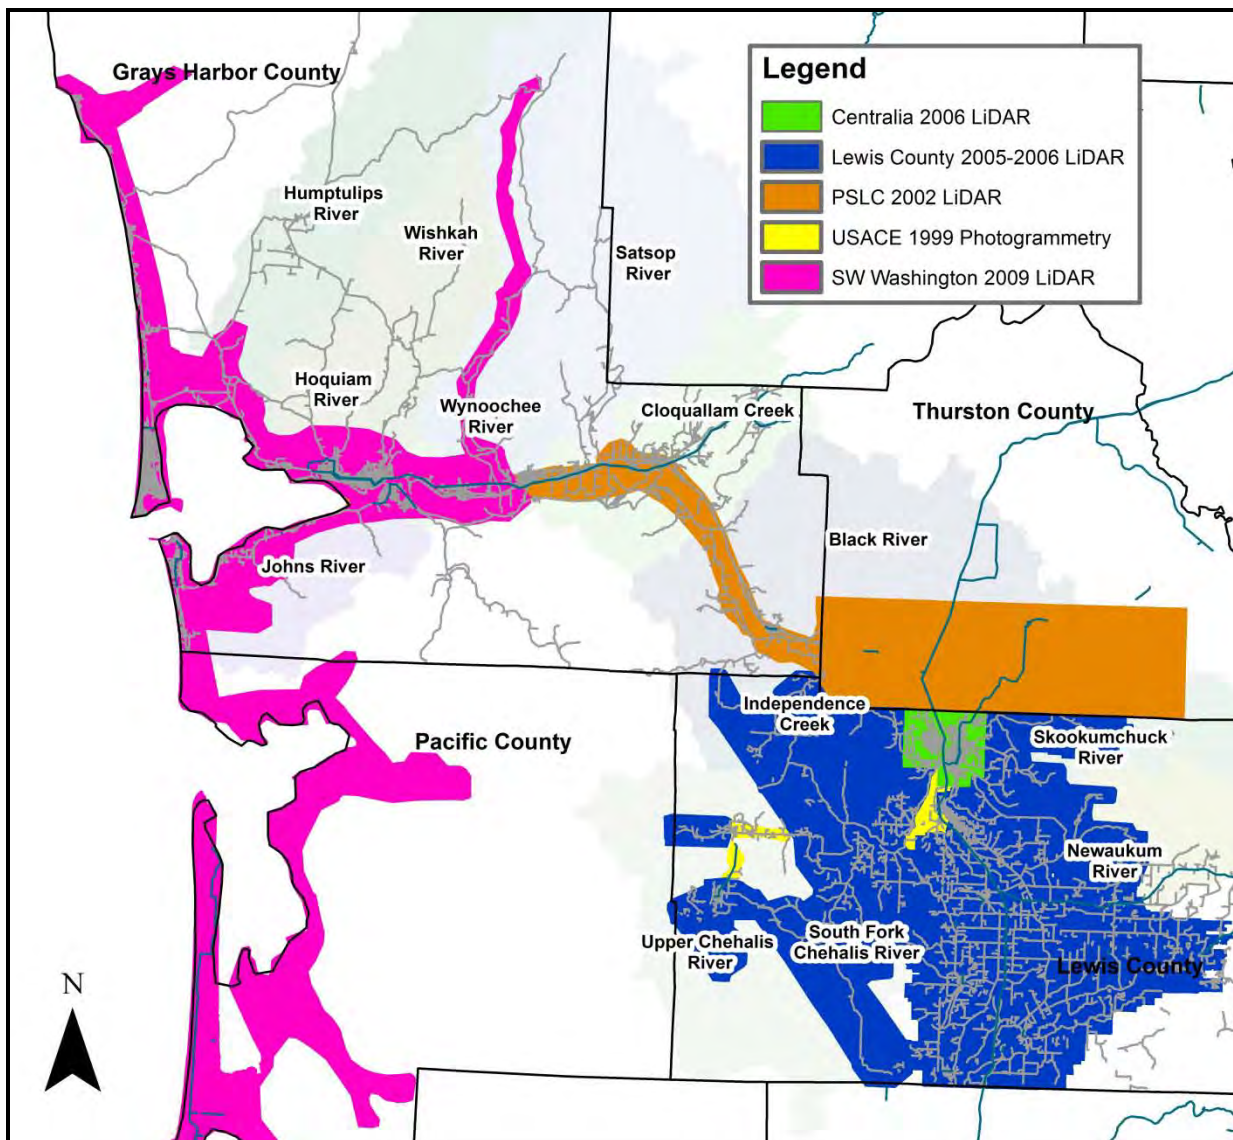 Grays Harbor County
Legend
Centralia 2006 LiDAR
Lewis County 2005-2006 LiDAR
PSLC 2002 LiDAR
USACE 1999 Photogrammetry
SW Washington 2009 LiDAR
Humptulips
River
Wishkah
River
Satsop
River
Hoquiam
River
Wynoochee
River
Cloquallam Creek
Thurston County
Johns River
Black River
Independence
Creek
Skookumchuck
River
Pacific County
Newaukum
River
Upper Chehalis
River
South Fork
Chehalis River
Lewis County
N